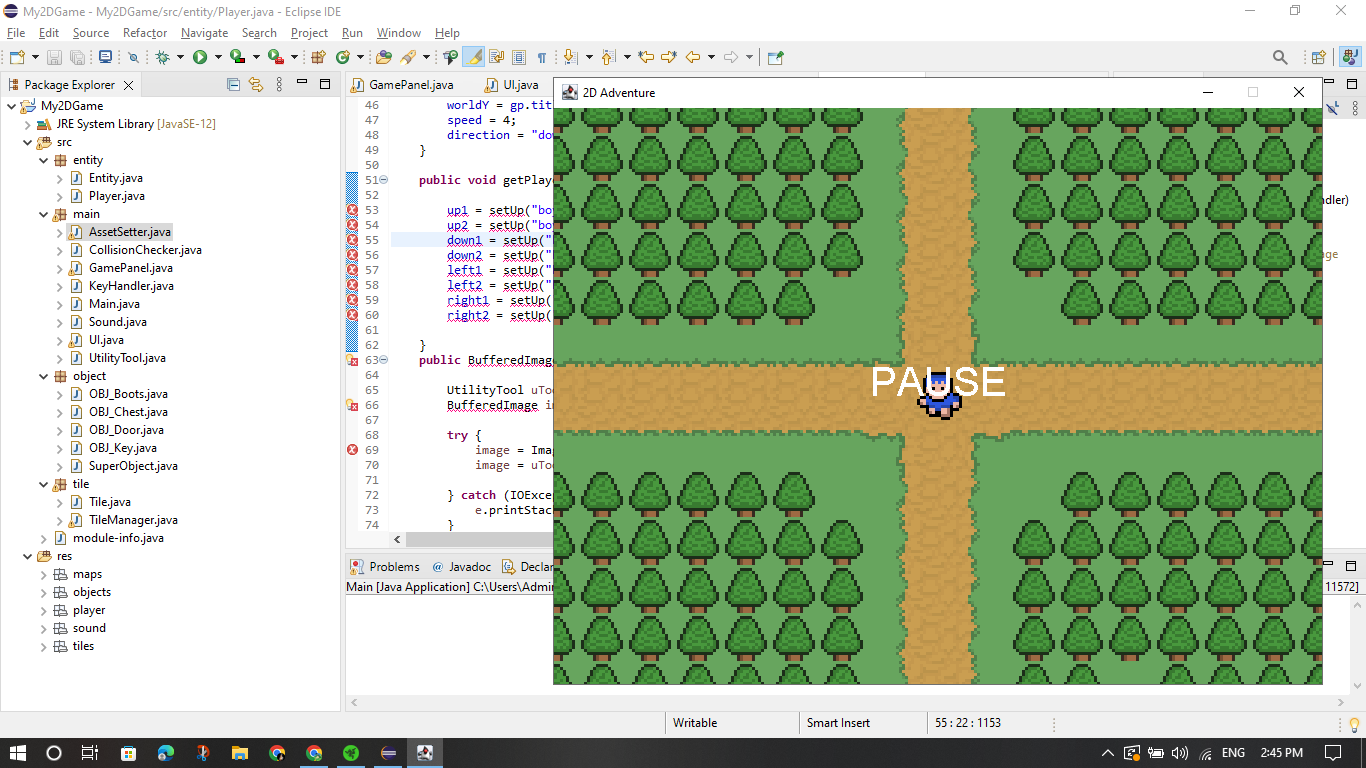 My2DGame - My2DGame/src/entity/Player.java - Eclipse IDE
File Edit Source Refactor Navigate Search Project Run Window Help
Package Explorer
My2DGame
JRE System Library [JavaSE-12]
src
entity
Entity.java
Player.java
main
AssetSetter.java
CollisionChecker.java
GamePanel.java
KeyHandler.java
Main.java
Sound.java
UI.java
UtilityTool.java
object
OBJ_Boots.java
OBJ_Chest.java
OBJ_Door.java
OBJ_Key.java
SuperObject.java
tile
Tile.java
TileManager.java
module-info.java
res
maps
objects
player
sound
tiles
GamePanel.java UI.java
46 worldY = gp.tit
47 speed = 4;
48 direction = "dow
49 }
50
51 public void getPlaye
52
53 up1 = setUp("bo
54 up2 = setUp("bo
55 down1 = setUp("
56 down2 = setUp("
57 left1 = setUp("
58 left2 = setUp("
59 right1 = setUp(
60 right2 = setUp(
61
62 }
63 public BufferedImag
64
65 UtilityTool uToo
66 BufferedImage im
67
68 try {
69 image = Imag
70 image = uToo
71
72 } catch (IOExce
73 e.printStac
74 }
2D Adventure
PAUSE
ndler)
ge
Problems @ Javadoc Declar
Main [Java Application] C:\Users\Admin
11572]
Writable Smart Insert 55 : 22 : 1153
ENG 2:45 PM